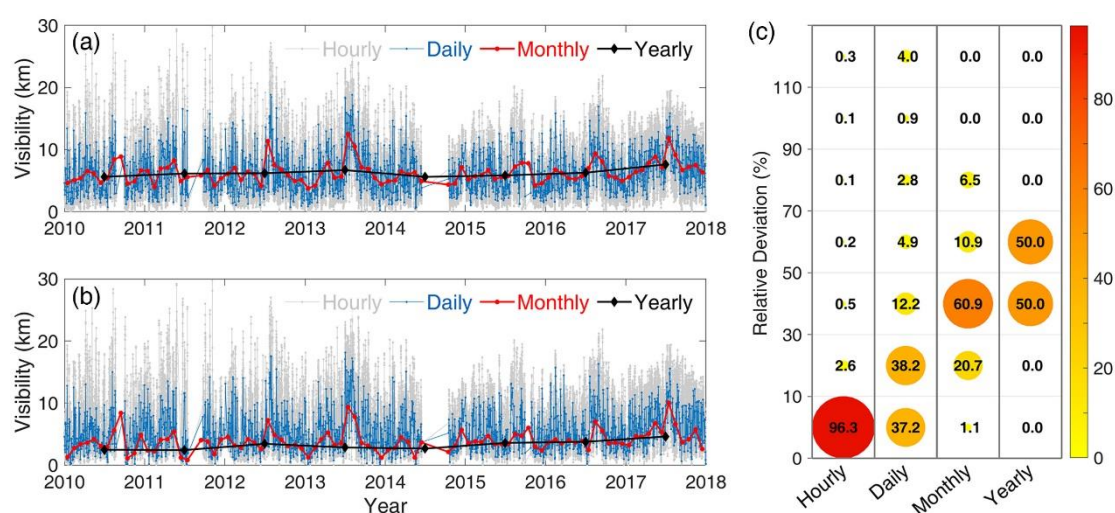 (a)
Hourly Daily Monthly Yearly
Visibility (km)
30
20
10
0
2010 2011 2012 2013 2014 2015 2016 2017 2018
(b)
Hourly Daily Monthly Yearly
Visibility (km)
30
20
10
0
2010 2011 2012 2013 2014 2015 2016 2017 2018
Year
(c)
Relative Deviation (%)
110
90
70
50
30
10
0
0.3 4.0 0.0 0.0
0.1 0.9 0.0 0.0
0.1 2.8 6.5 0.0
0.2 4.9 10.9 50.0
0.5 12.2 60.9 50.0
2.6 38.2 20.7 0.0
96.3 37.2 1.1 0.0
Hourly Daily Monthly Yearly
80
60
40
20
0